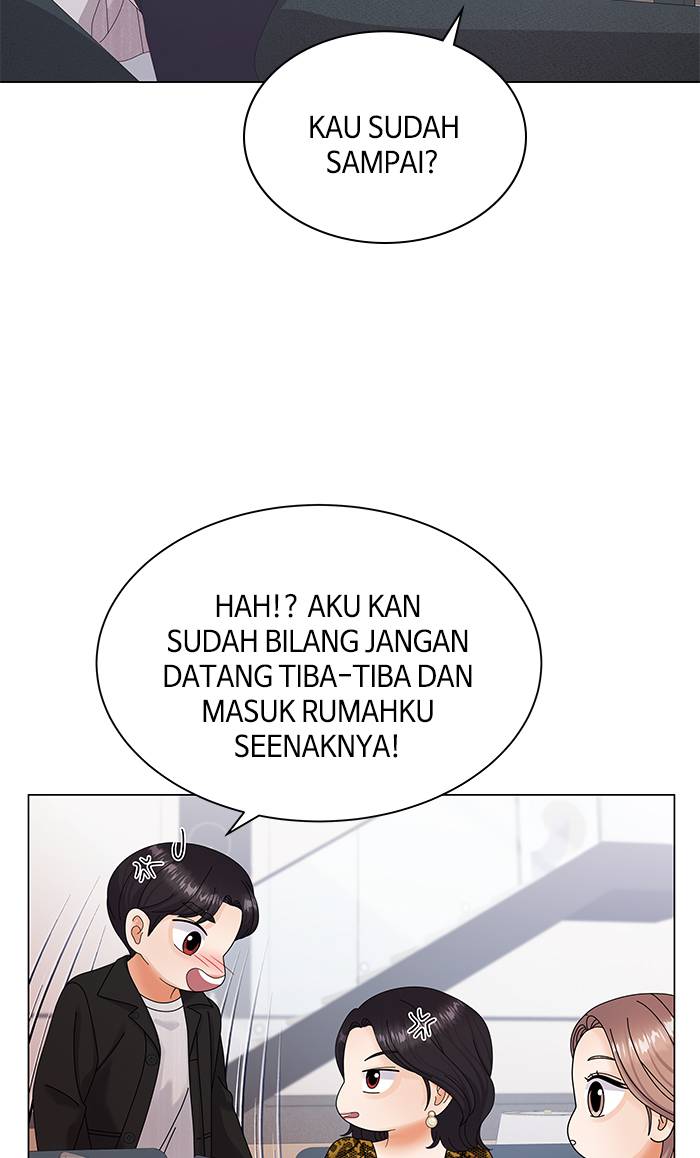 KAU SUDAH
SAMPAI?
HAH!? AKU KAN
SUDAH BILANG JANGAN
DATANG TIBA-TIBA DAN
MASUK RUMAHKU
SEENAKNYA!